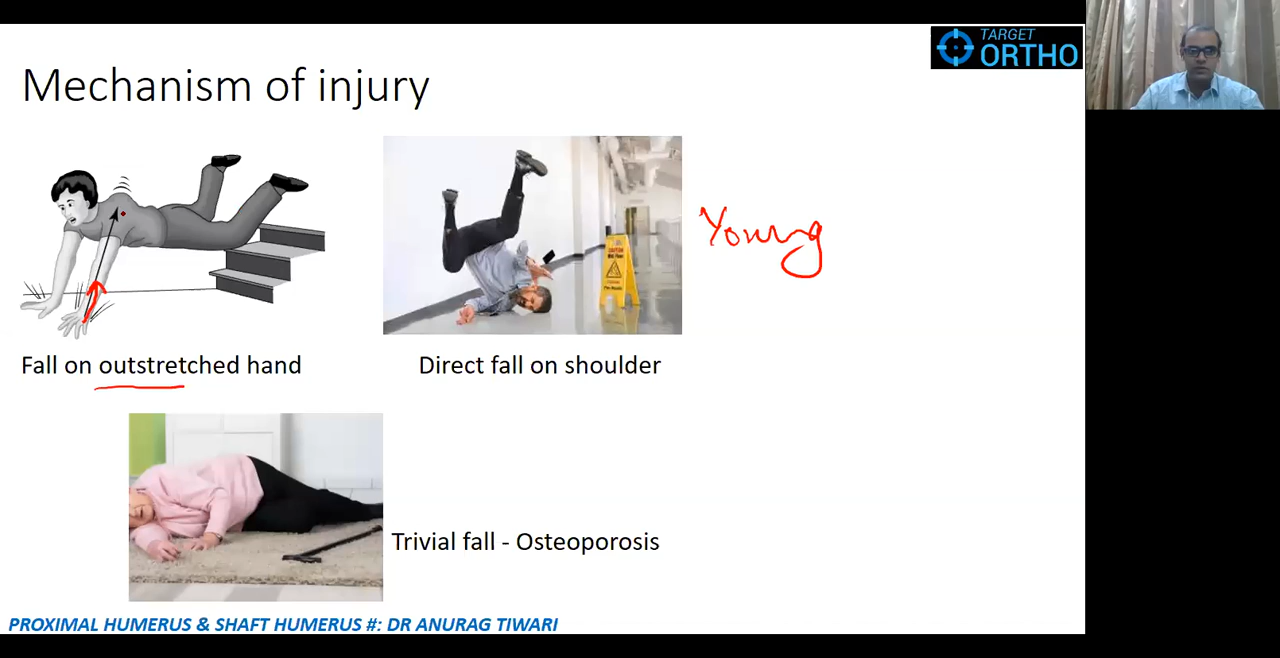 TARGET
ORTHO
Mechanism of injury
Young
Fall on outstretched hand
Direct fall on shoulder
Trivial fall - Osteoporosis
PROXIMAL HUMERUS & SHAFT HUMERUS #: DR ANURAG TIWARI